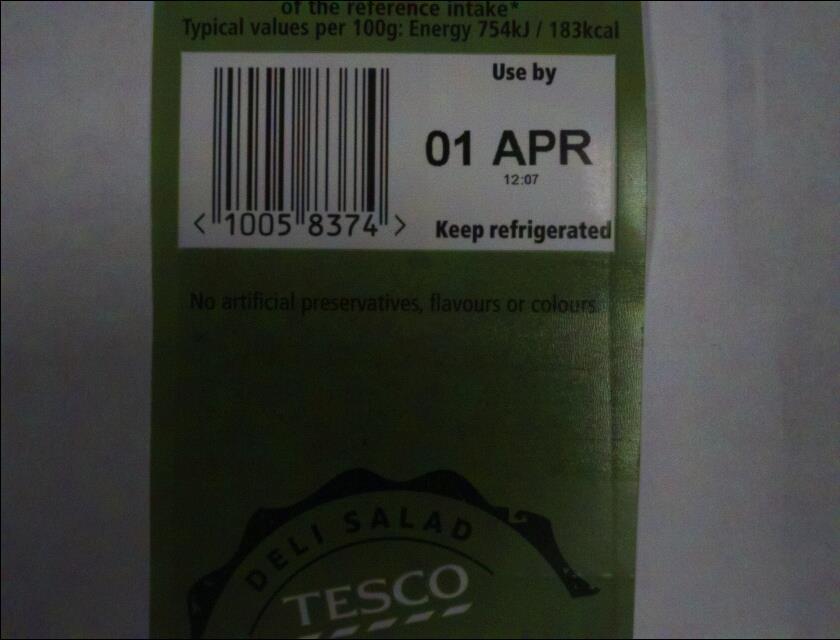 of the reference intake*
Typical values per 100g: Energy 754kJ / 183kcal
Use by
01 APR
12:07
< 1005 8374 >
Keep refrigerated
No artificial preservatives, flavours or colours.
DELI SALAD
TESCO